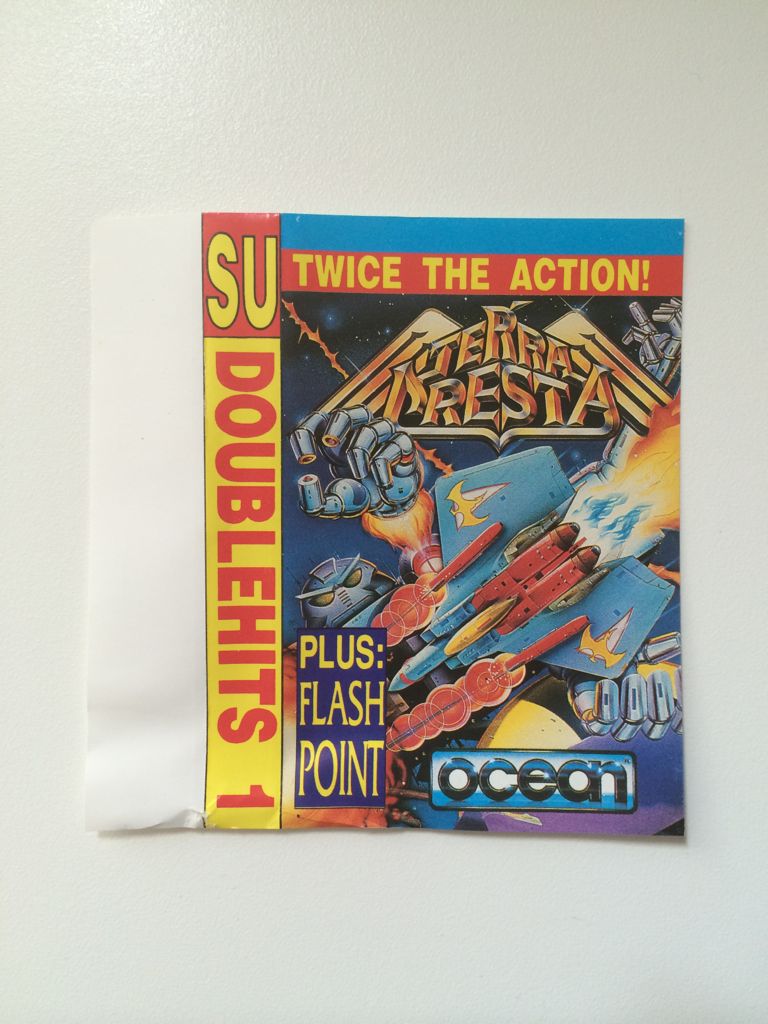 SU
DOUBLEHITS 1
TWICE THE ACTION!
TERRA
CRESTA
PLUS:
FLASH
POINT
ocean